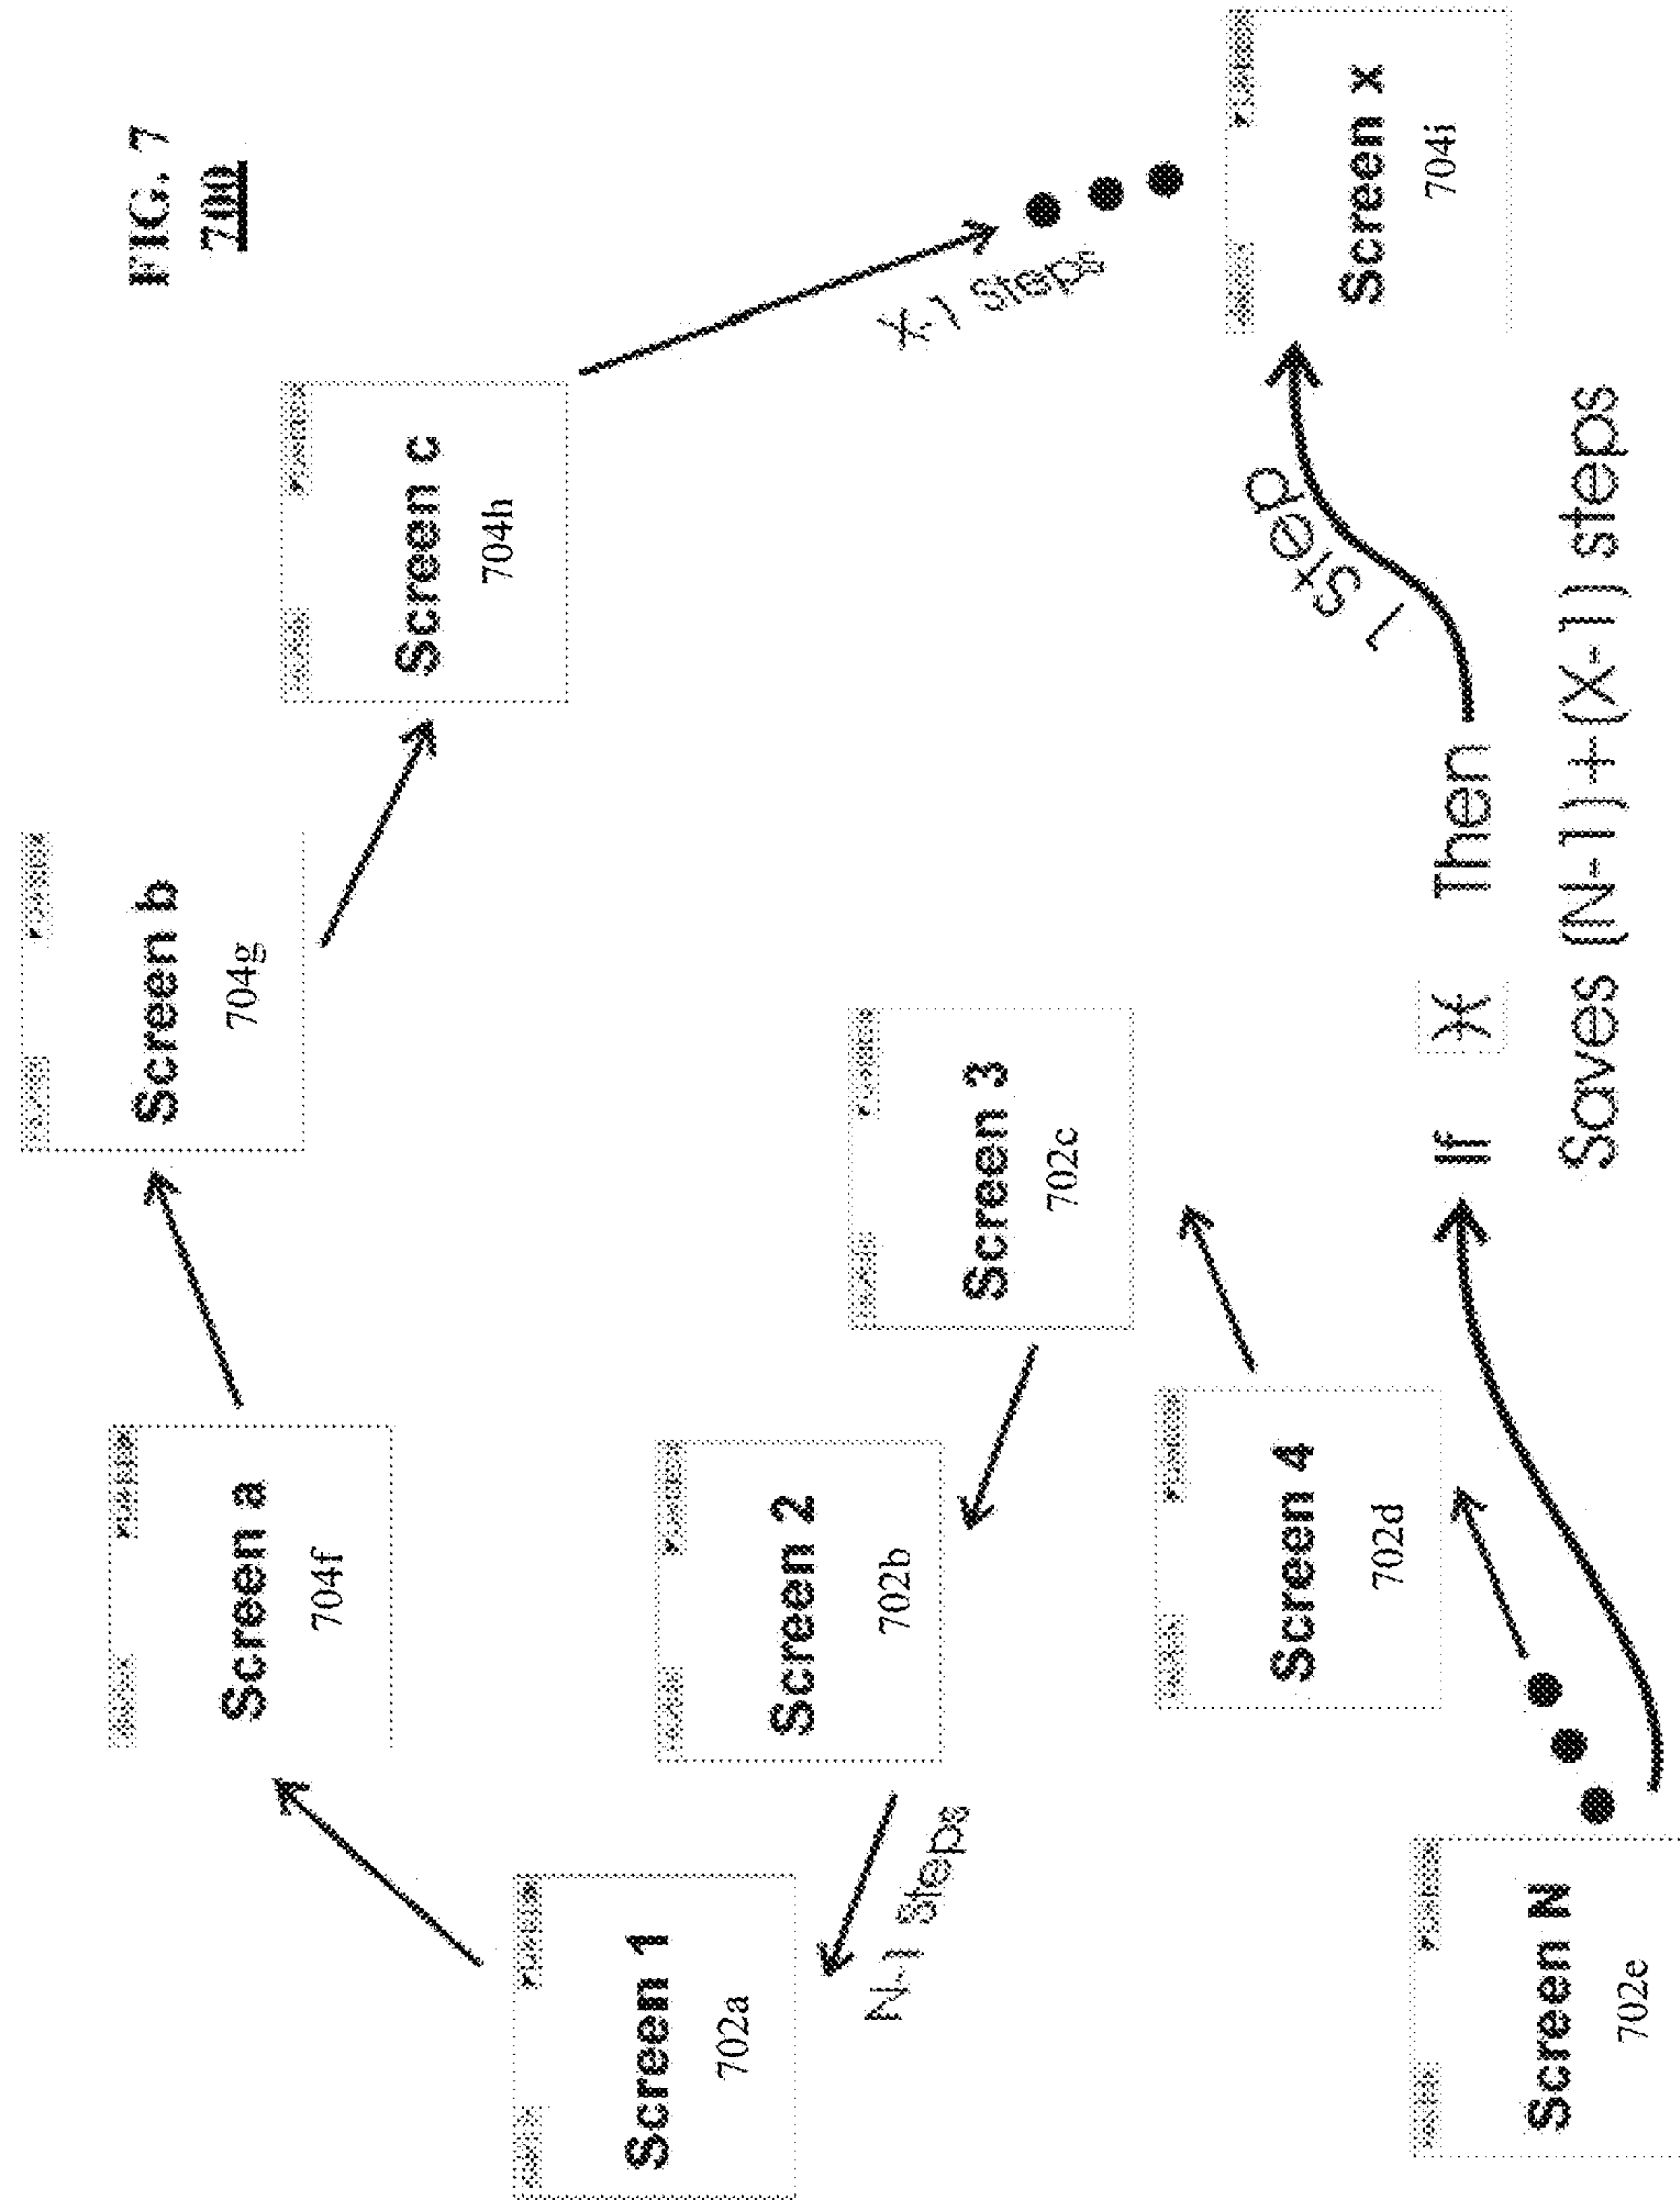 FIG. 7
700
Screen b
704g
Screen a
704f
Screen c
704h
Screen 1
702a
Screen 2
702b
N-1 Steps
Screen 3
702c
X-1 Steps
Screen 4
702d
Screen N
702e
If
Then
1 Step
Screen x
704i
Saves (N-1)+(X-1) steps